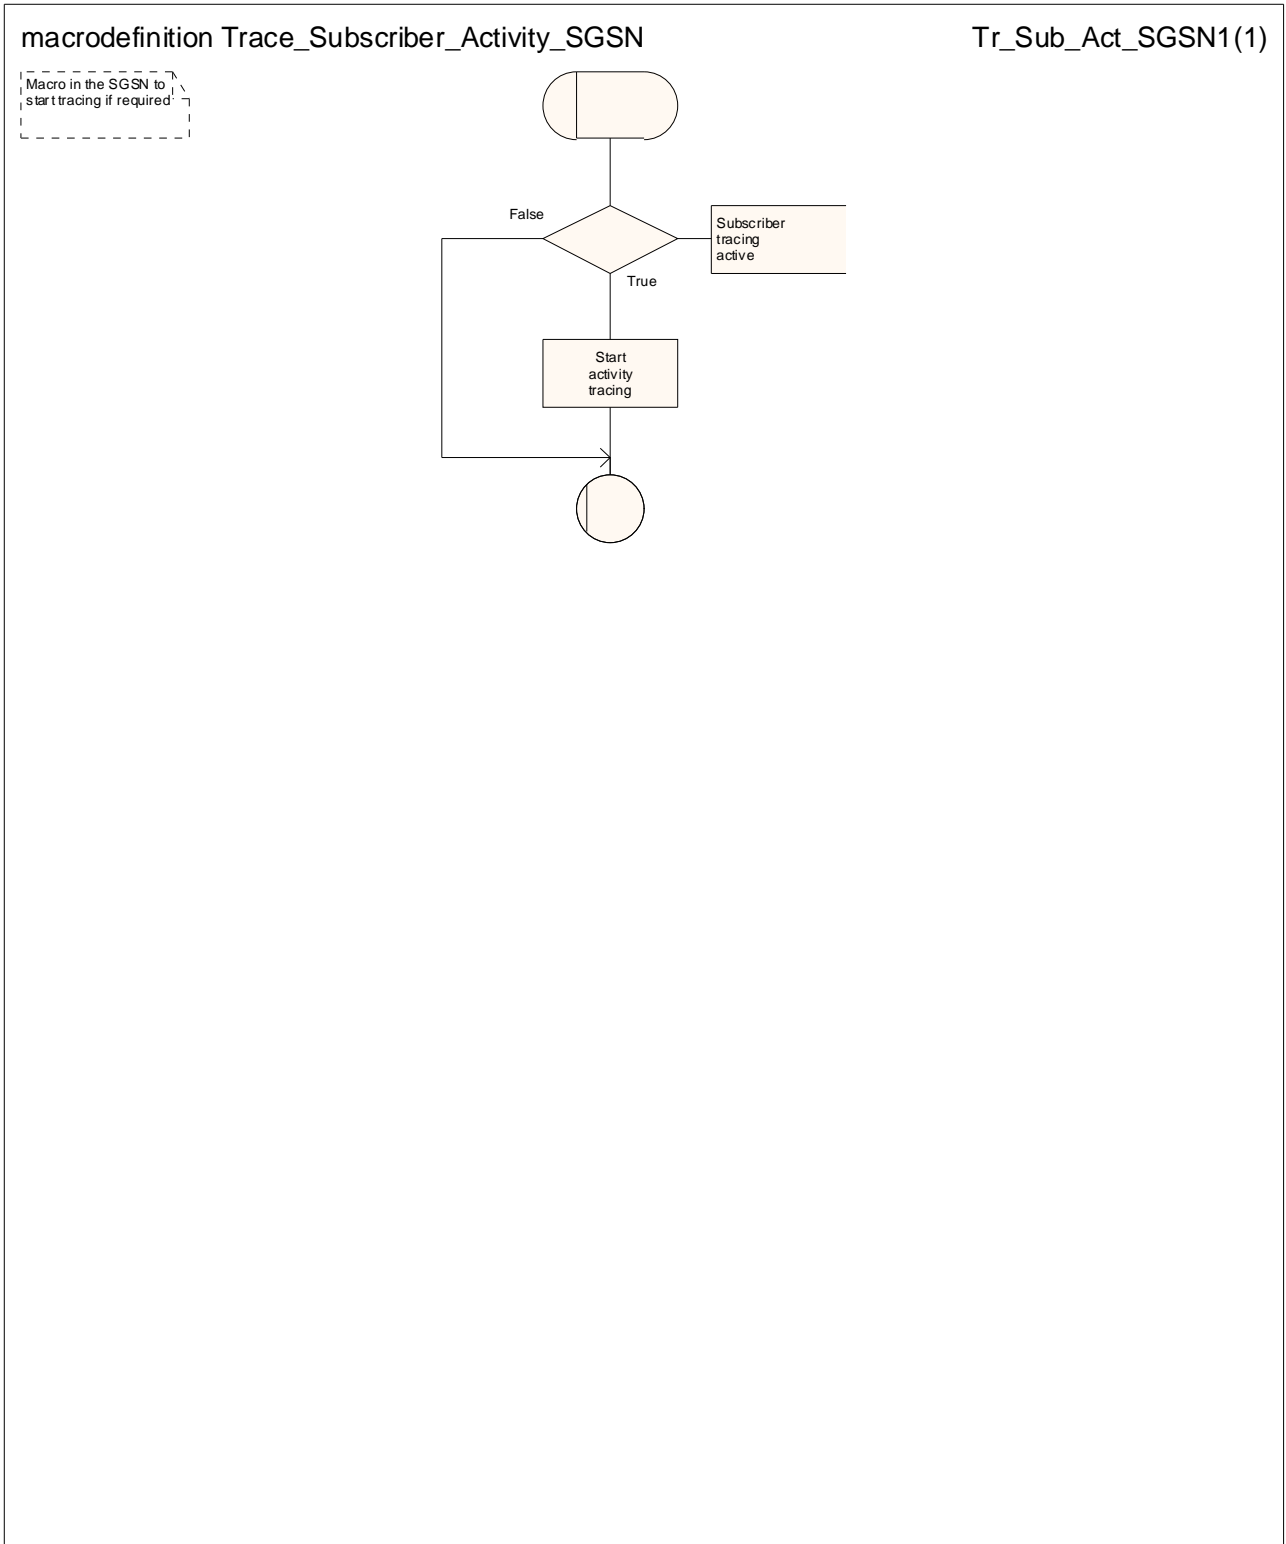 macrodefinition Trace_Subscriber_Activity_SGSN
Tr_Sub_Act_SGSN1(1)
Macro in the SGSN to
start tracing if required
False
Subscriber
tracing
active
True
Start
activity
tracing